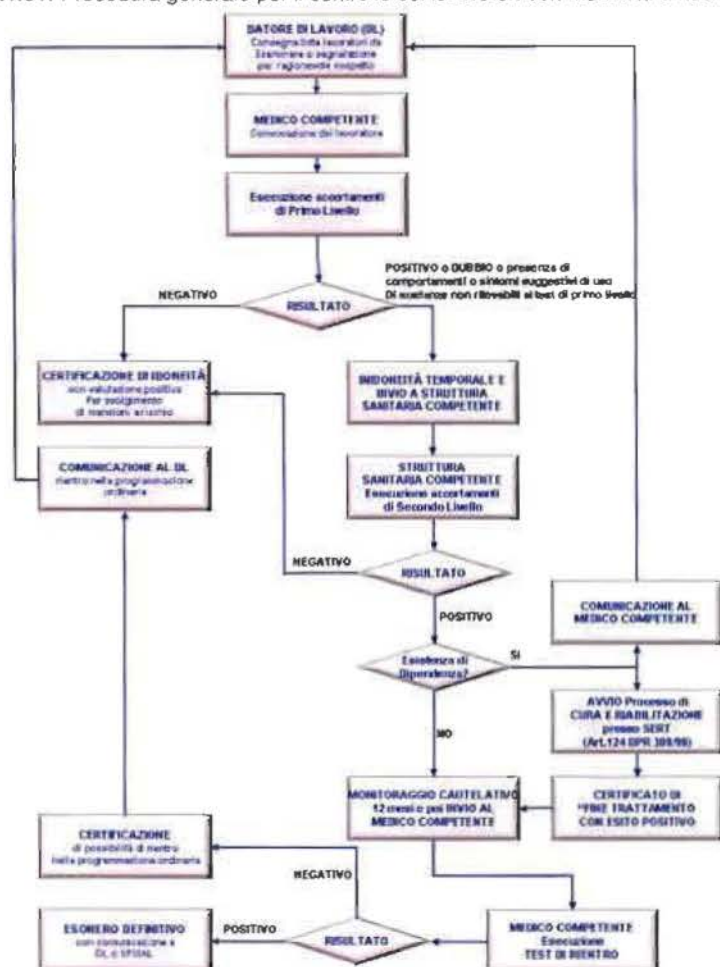 DATORE DI LAVORO (DL)
Consegna lista lavoratori da
Esaminare o segnalazione
per ragionevole sospetto
MEDICO COMPETENTE
Convocazione del lavoratore
Esecuzione accertamenti
di Primo Livello
POSITIVO o DUBBIO o presenza di
comportamenti o sintomi suggestivi di uso
Di sostanze non rilevabili ai test di primo livello
NEGATIVO
RISULTATO
CERTIFICAZIONE DI IDONEITÀ
con valutazione positiva
Per svolgimento
di mansioni a rischio
INIDONEITÀ TEMPORALE E
INVIO A STRUTTURA
SANITARIA COMPETENTE
COMUNICAZIONE AL DL
rientro nella programmazione
ordinaria
STRUTTURA
SANITARIA COMPETENTE
Esecuzione accertamenti
di Secondo Livello
NEGATIVO
RISULTATO
POSITIVO
COMUNICAZIONE AL
MEDICO COMPETENTE
Esistenza di
Dipendenza?
SI
NO
AVVIO Processo di
CURA E RIABILITAZIONE
presso SERT
(Art.124 DPR 309/90)
MONITORAGGIO CAUTELATIVO
12 mesi e poi INVIO AL
MEDICO COMPETENTE
CERTIFICATO DI
"FINE TRATTAMENTO
CON ESITO POSITIVO
CERTIFICAZIONE
di possibilità di rientro
nella programmazione ordinaria
NEGATIVO
ESONERO DEFINITIVO
con comunicazione a
DL e
POSITIVO
RISULTATO
MEDICO COMPETENTE
Esecuzione
TEST DI RIENTRO